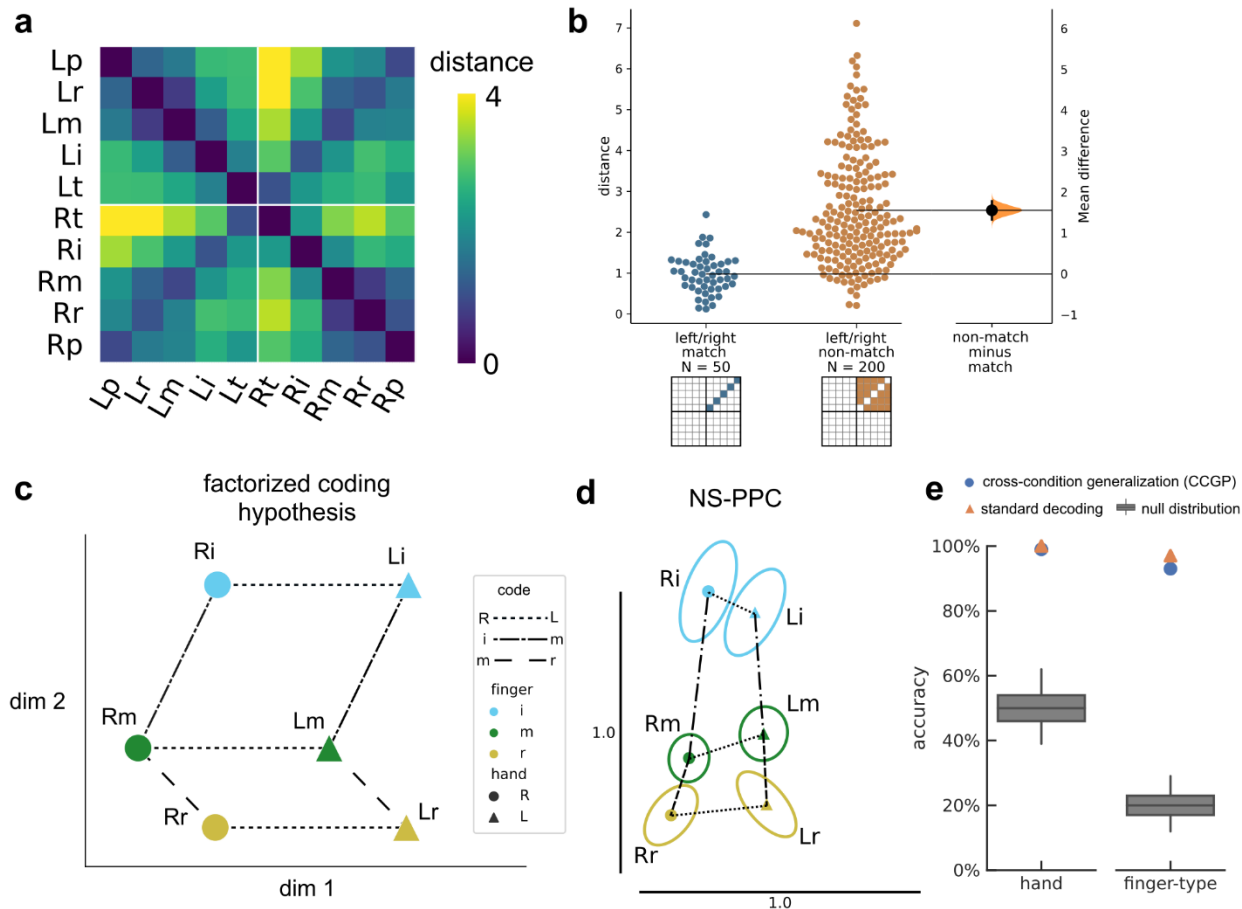 a
distance
4
0
Lp
Lr
Lm
Li
Lt
Rt
Ri
Rm
Rr
Rp
Lp Lr Lm Li Lt Rt Ri Rm Rr Rp
b
distance
7
6
5
4
3
2
1
0
Mean difference
6
5
4
3
2
1
0
−1
left/right
match
N = 50
left/right
non-match
N = 200
non-match
minus
match
c
factorized coding
hypothesis
Ri
Li
Rm
Lm
Rr
Lr
dim 2
dim 1
code
R L
i m
m r
finger
i
m
r
hand
R
L
d
NS-PPC
Ri
Li
Rm
Lm
Rr
Lr
1.0
1.0
e
cross-condition generalization (CCGP)
standard decoding null distribution
accuracy
100%
80%
60%
40%
20%
0%
hand finger-type